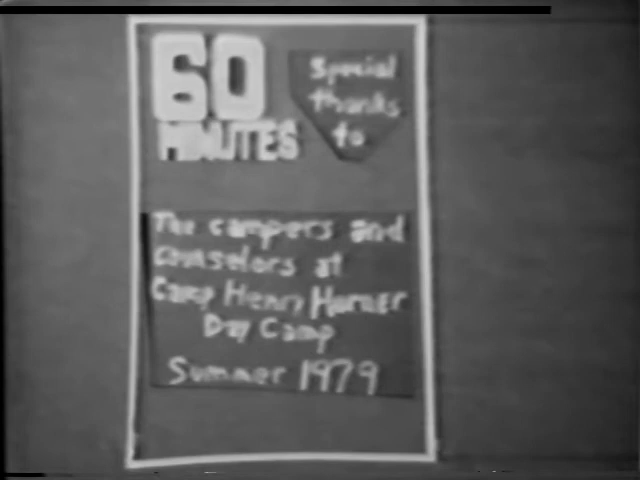 60
MINUTES
Special
thanks
to
The campers and
counselors at
Camp Henry Horner
Day Camp
Summer 1979